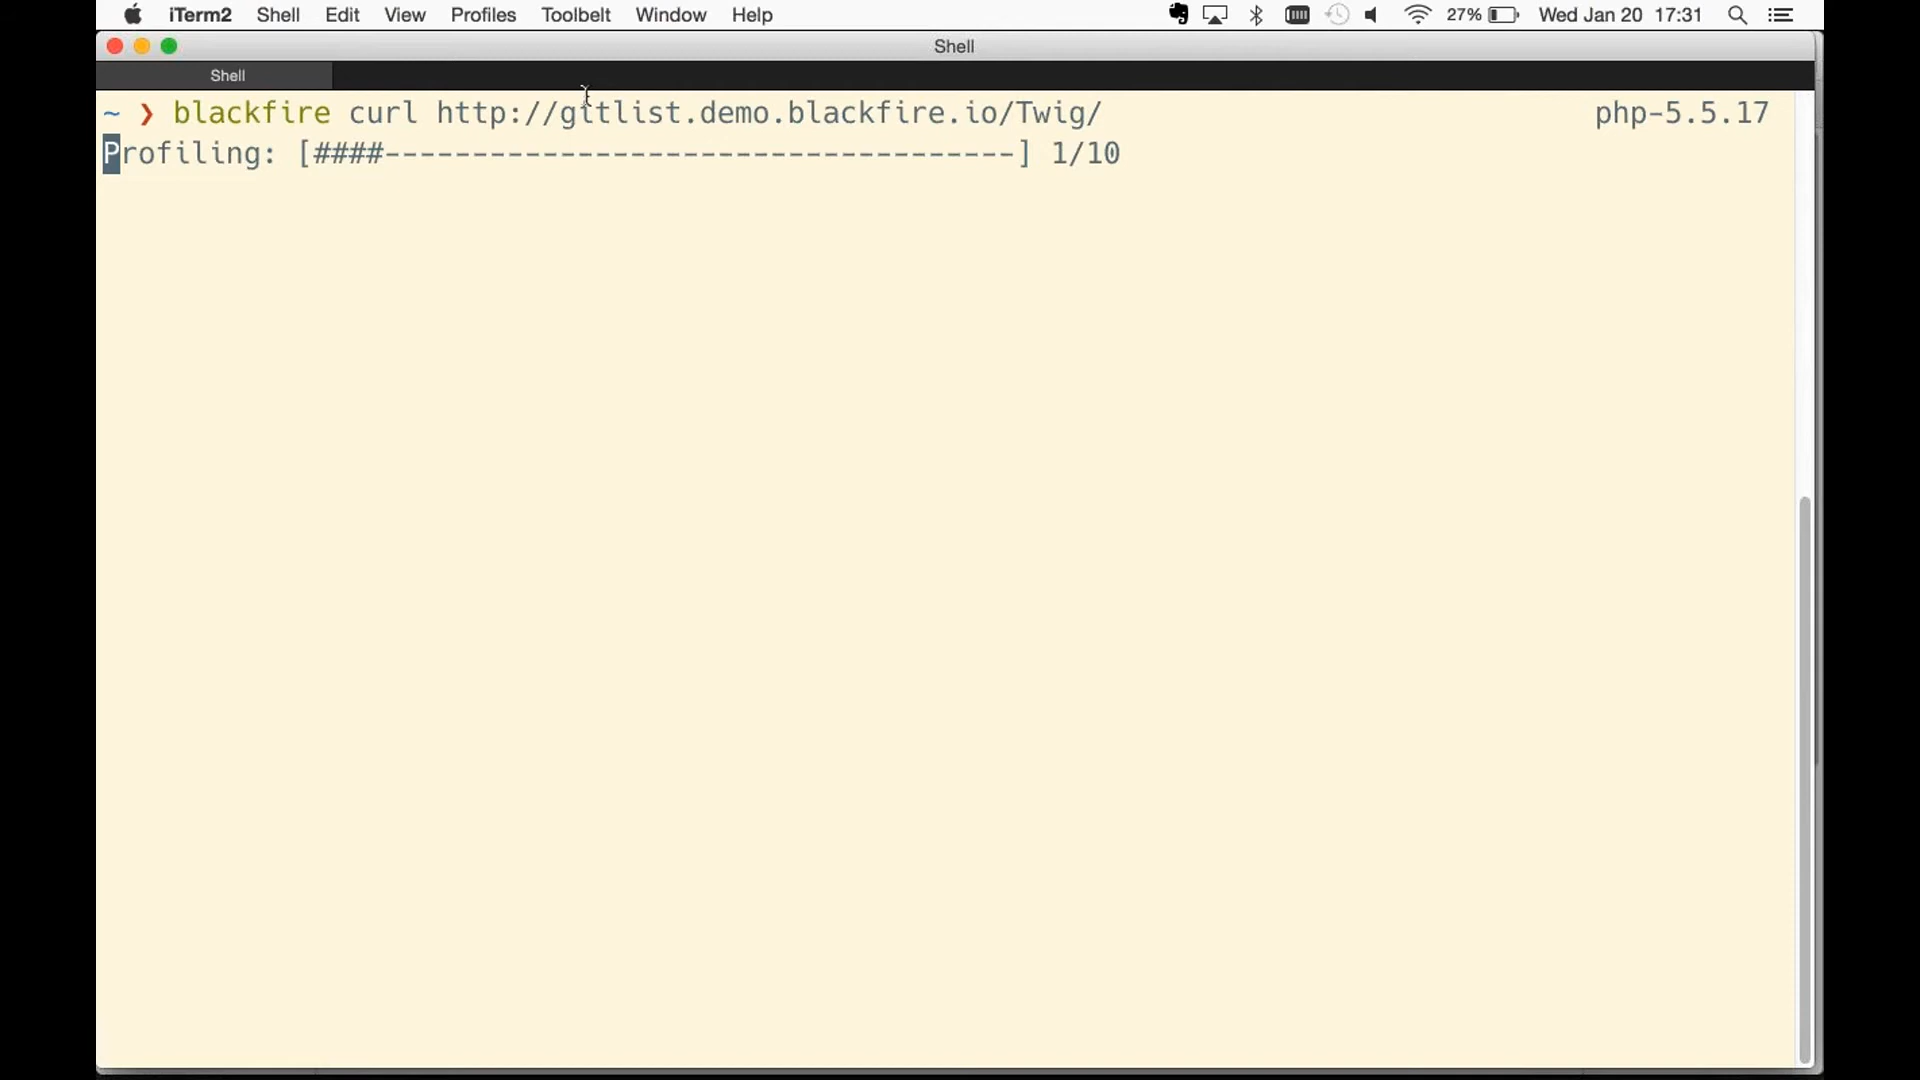 iTerm2 Shell Edit View Profiles Toolbelt Window Help 27% Wed Jan 20 17:31
Shell
Shell
~ ❯ blackfire curl http://gitlist.demo.blackfire.io/Twig/ php-5.5.17
Profiling: [####------------------------------------] 1/10